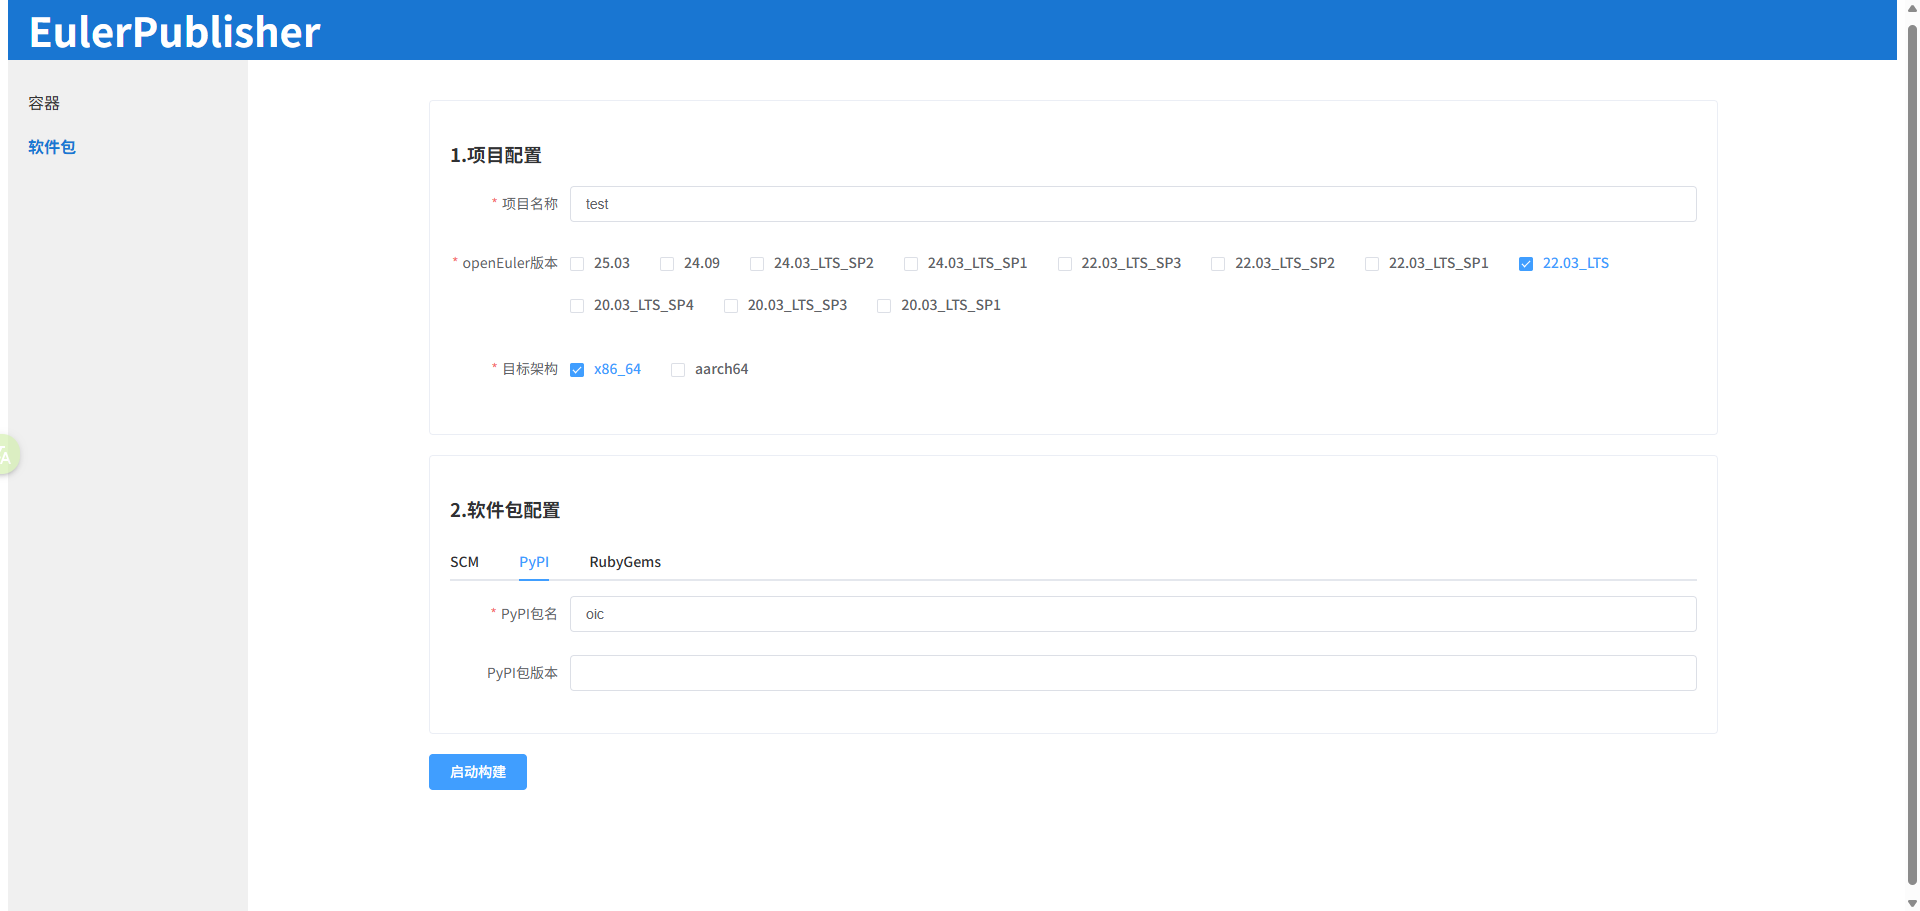 EulerPublisher
容器
软件包
1.项目配置
* 项目名称 test
* openEuler版本 25.03 24.09 24.03_LTS_SP2 24.03_LTS_SP1 22.03_LTS_SP3 22.03_LTS_SP2 22.03_LTS_SP1 22.03_LTS
20.03_LTS_SP4 20.03_LTS_SP3 20.03_LTS_SP1
* 目标架构 x86_64 aarch64
2.软件包配置
SCM PyPI RubyGems
* PyPI包名 oic
PyPI包版本
启动构建